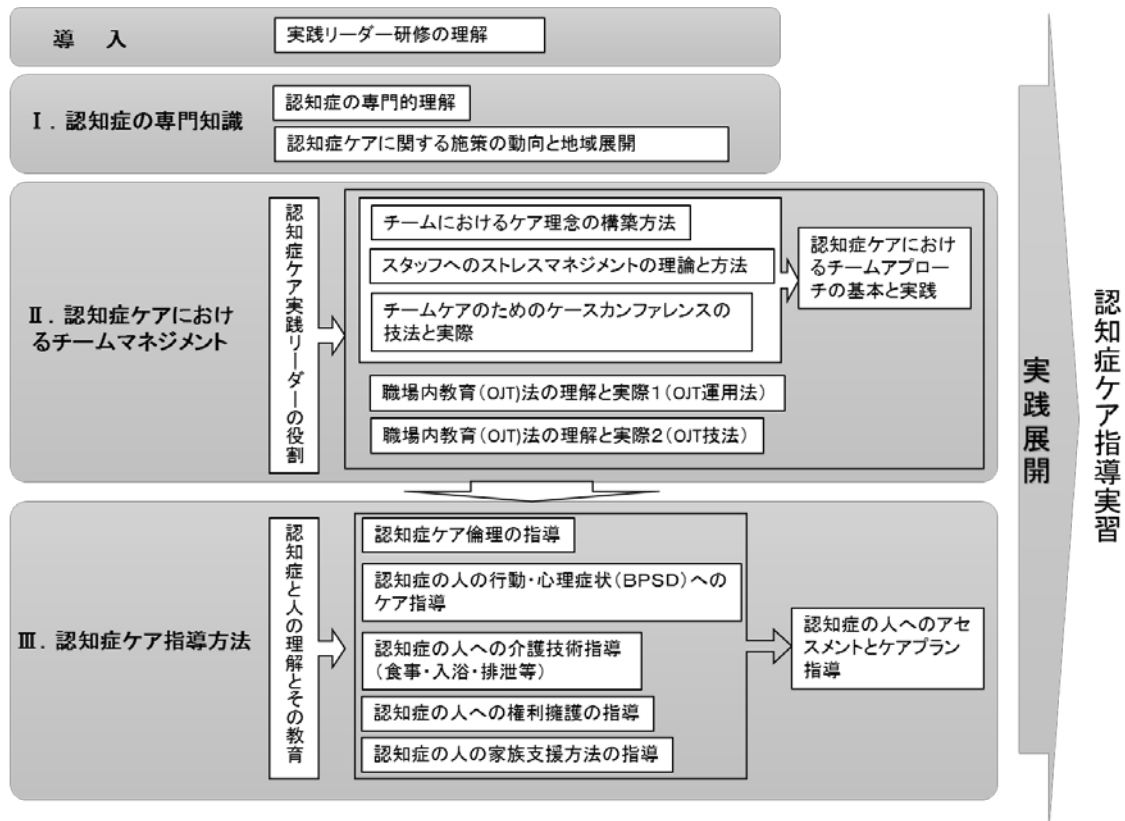 導 入
実践リーダー研修の理解
Ⅰ．認知症の専門知識
認知症の専門的理解
認知症ケアに関する施策の動向と地域展開
Ⅱ．認知症ケアにおけ
るチームマネジメント
認知症ケア実践リーダーの役割
チームにおけるケア理念の構築方法
スタッフへのストレスマネジメントの理論と方法
チームケアのためのケースカンファレンスの
技法と実際
認知症ケアにおけ
るチームアプロー
チの基本と実践
職場内教育(OJT)法の理解と実際1(OJT運用法)
職場内教育(OJT)法の理解と実際2(OJT技法)
Ⅲ．認知症ケア指導方法
認知症と人の理解とその教育
認知症ケア倫理の指導
認知症の人の行動・心理症状(BPSD)への
ケア指導
認知症の人への介護技術指導
(食事・入浴・排泄等)
認知症の人への権利擁護の指導
認知症の人の家族支援方法の指導
認知症の人へのアセ
スメントとケアプラン
指導
実践展開
認知症ケア指導実習